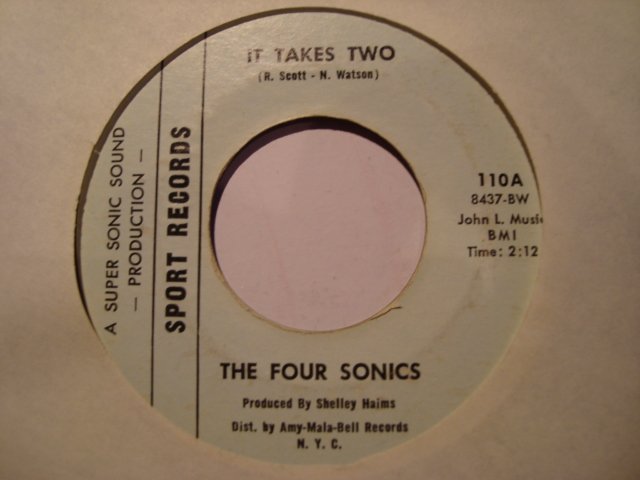 IT TAKES TWO
(R. Scott - N. Watson)
A SUPER SONIC SOUND
— PRODUCTION —
SPORT RECORDS
110A
8437-BW
John L. Music
BMI
Time: 2:12
THE FOUR SONICS
Produced By Shelley Haims
Dist. by Amy-Mala-Bell Records
N. Y. C.